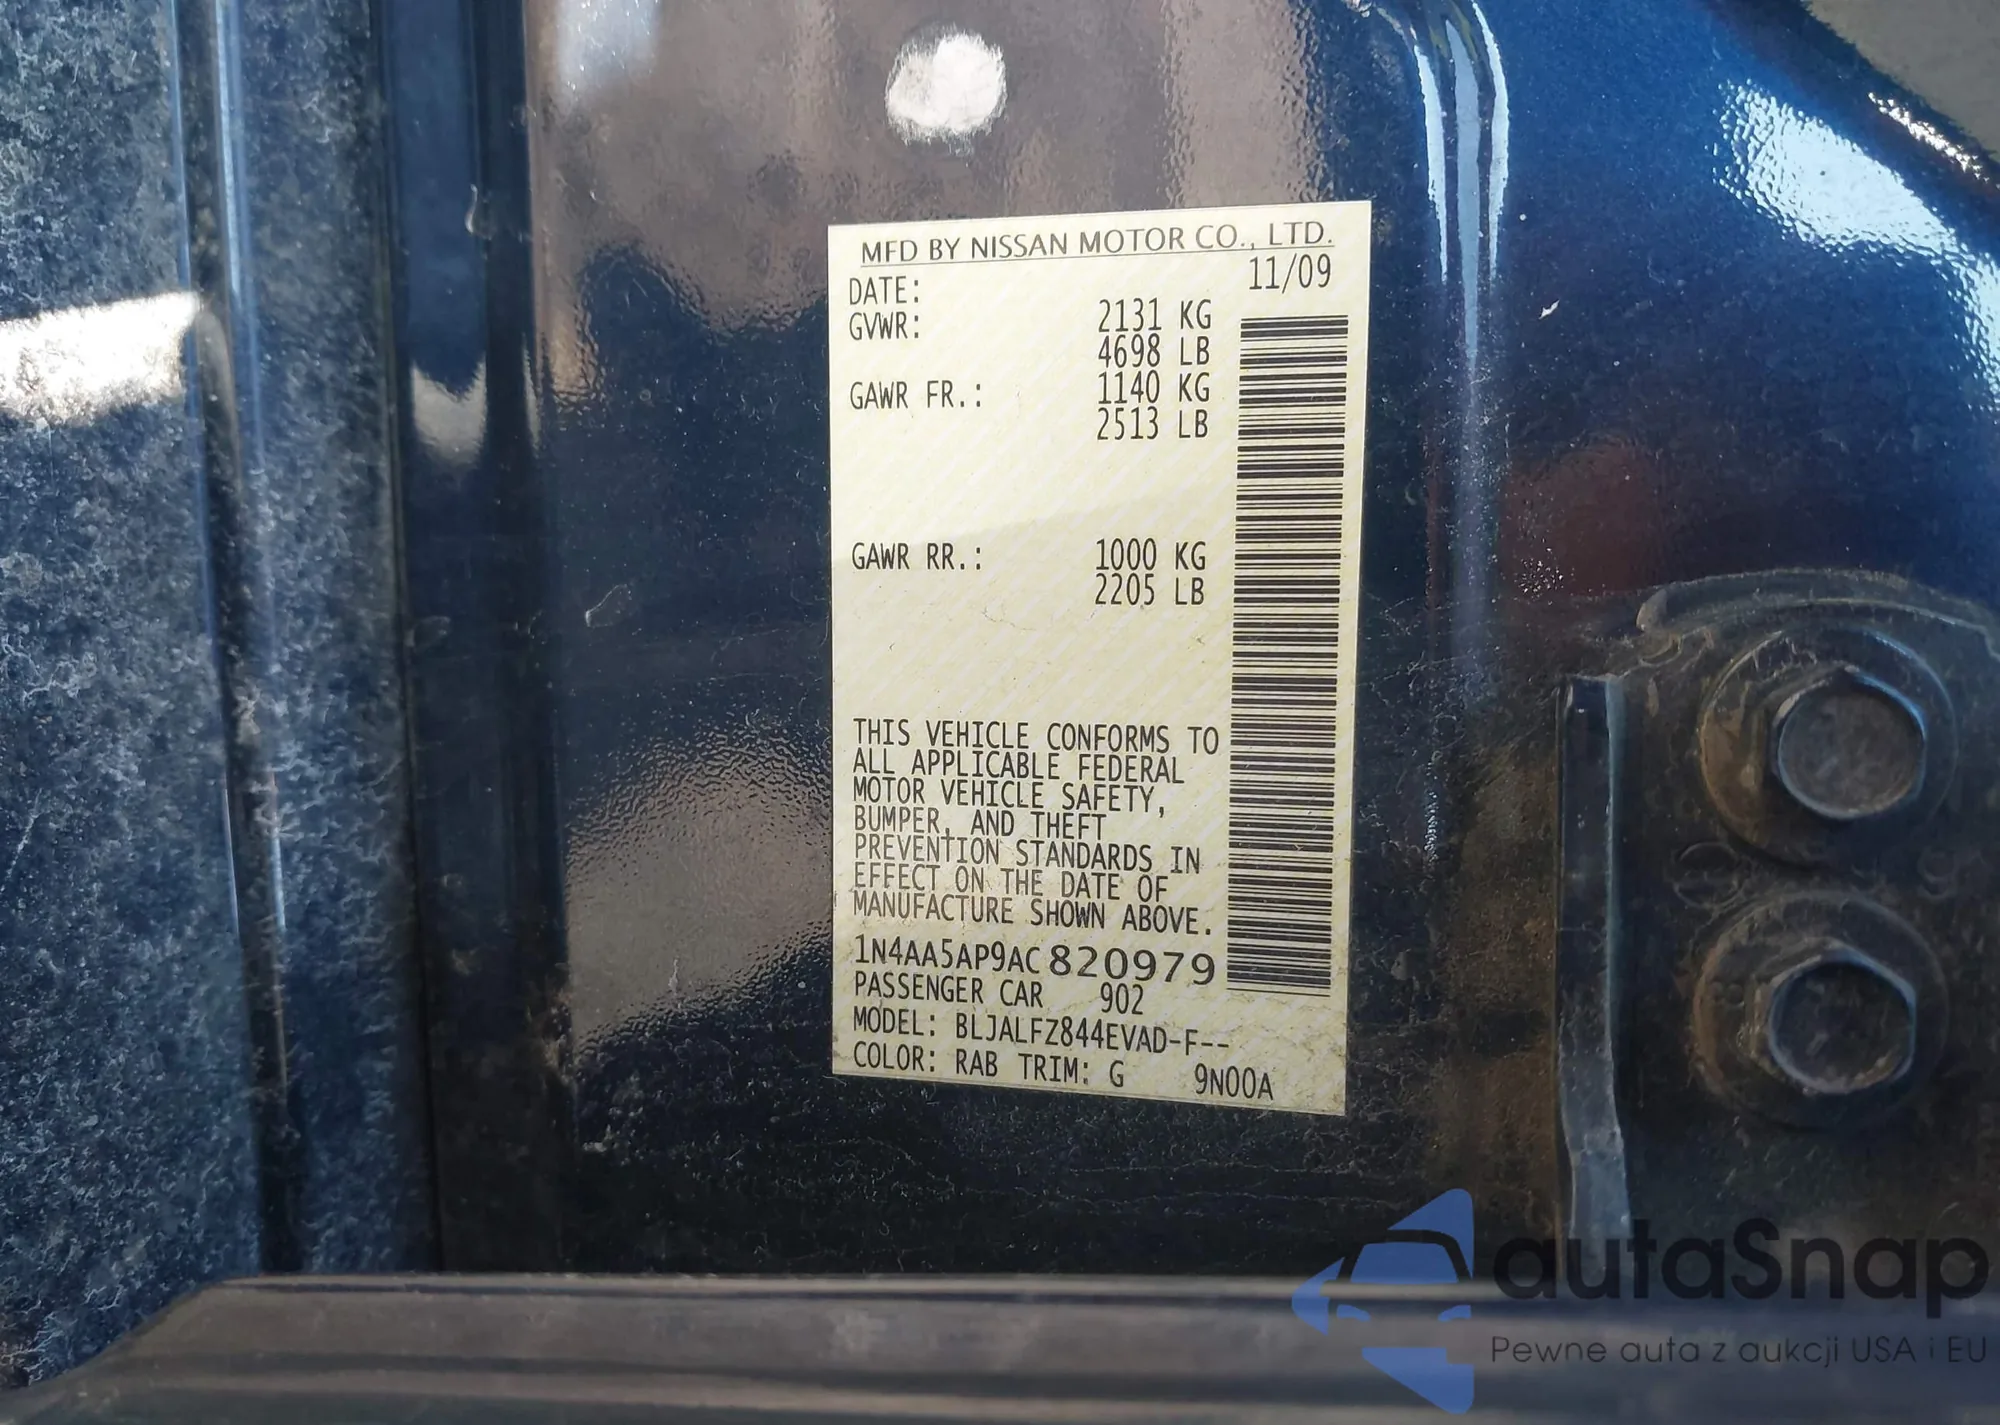 MFD BY NISSAN MOTOR CO., LTD.
DATE: 11/09
GVWR: 2131 KG
4698 LB
GAWR FR.: 1140 KG
2513 LB
GAWR RR.: 1000 KG
2205 LB
THIS VEHICLE CONFORMS TO
ALL APPLICABLE FEDERAL
MOTOR VEHICLE SAFETY,
BUMPER, AND THEFT
PREVENTION STANDARDS IN
EFFECT ON THE DATE OF
MANUFACTURE SHOWN ABOVE.
1N4AA5AP9AC820979
PASSENGER CAR 902
MODEL: BLJALFZ844EVAD-F--
COLOR: RAB TRIM: G 9N00A
autaSnap
Pewne auta z aukcji USA i EU